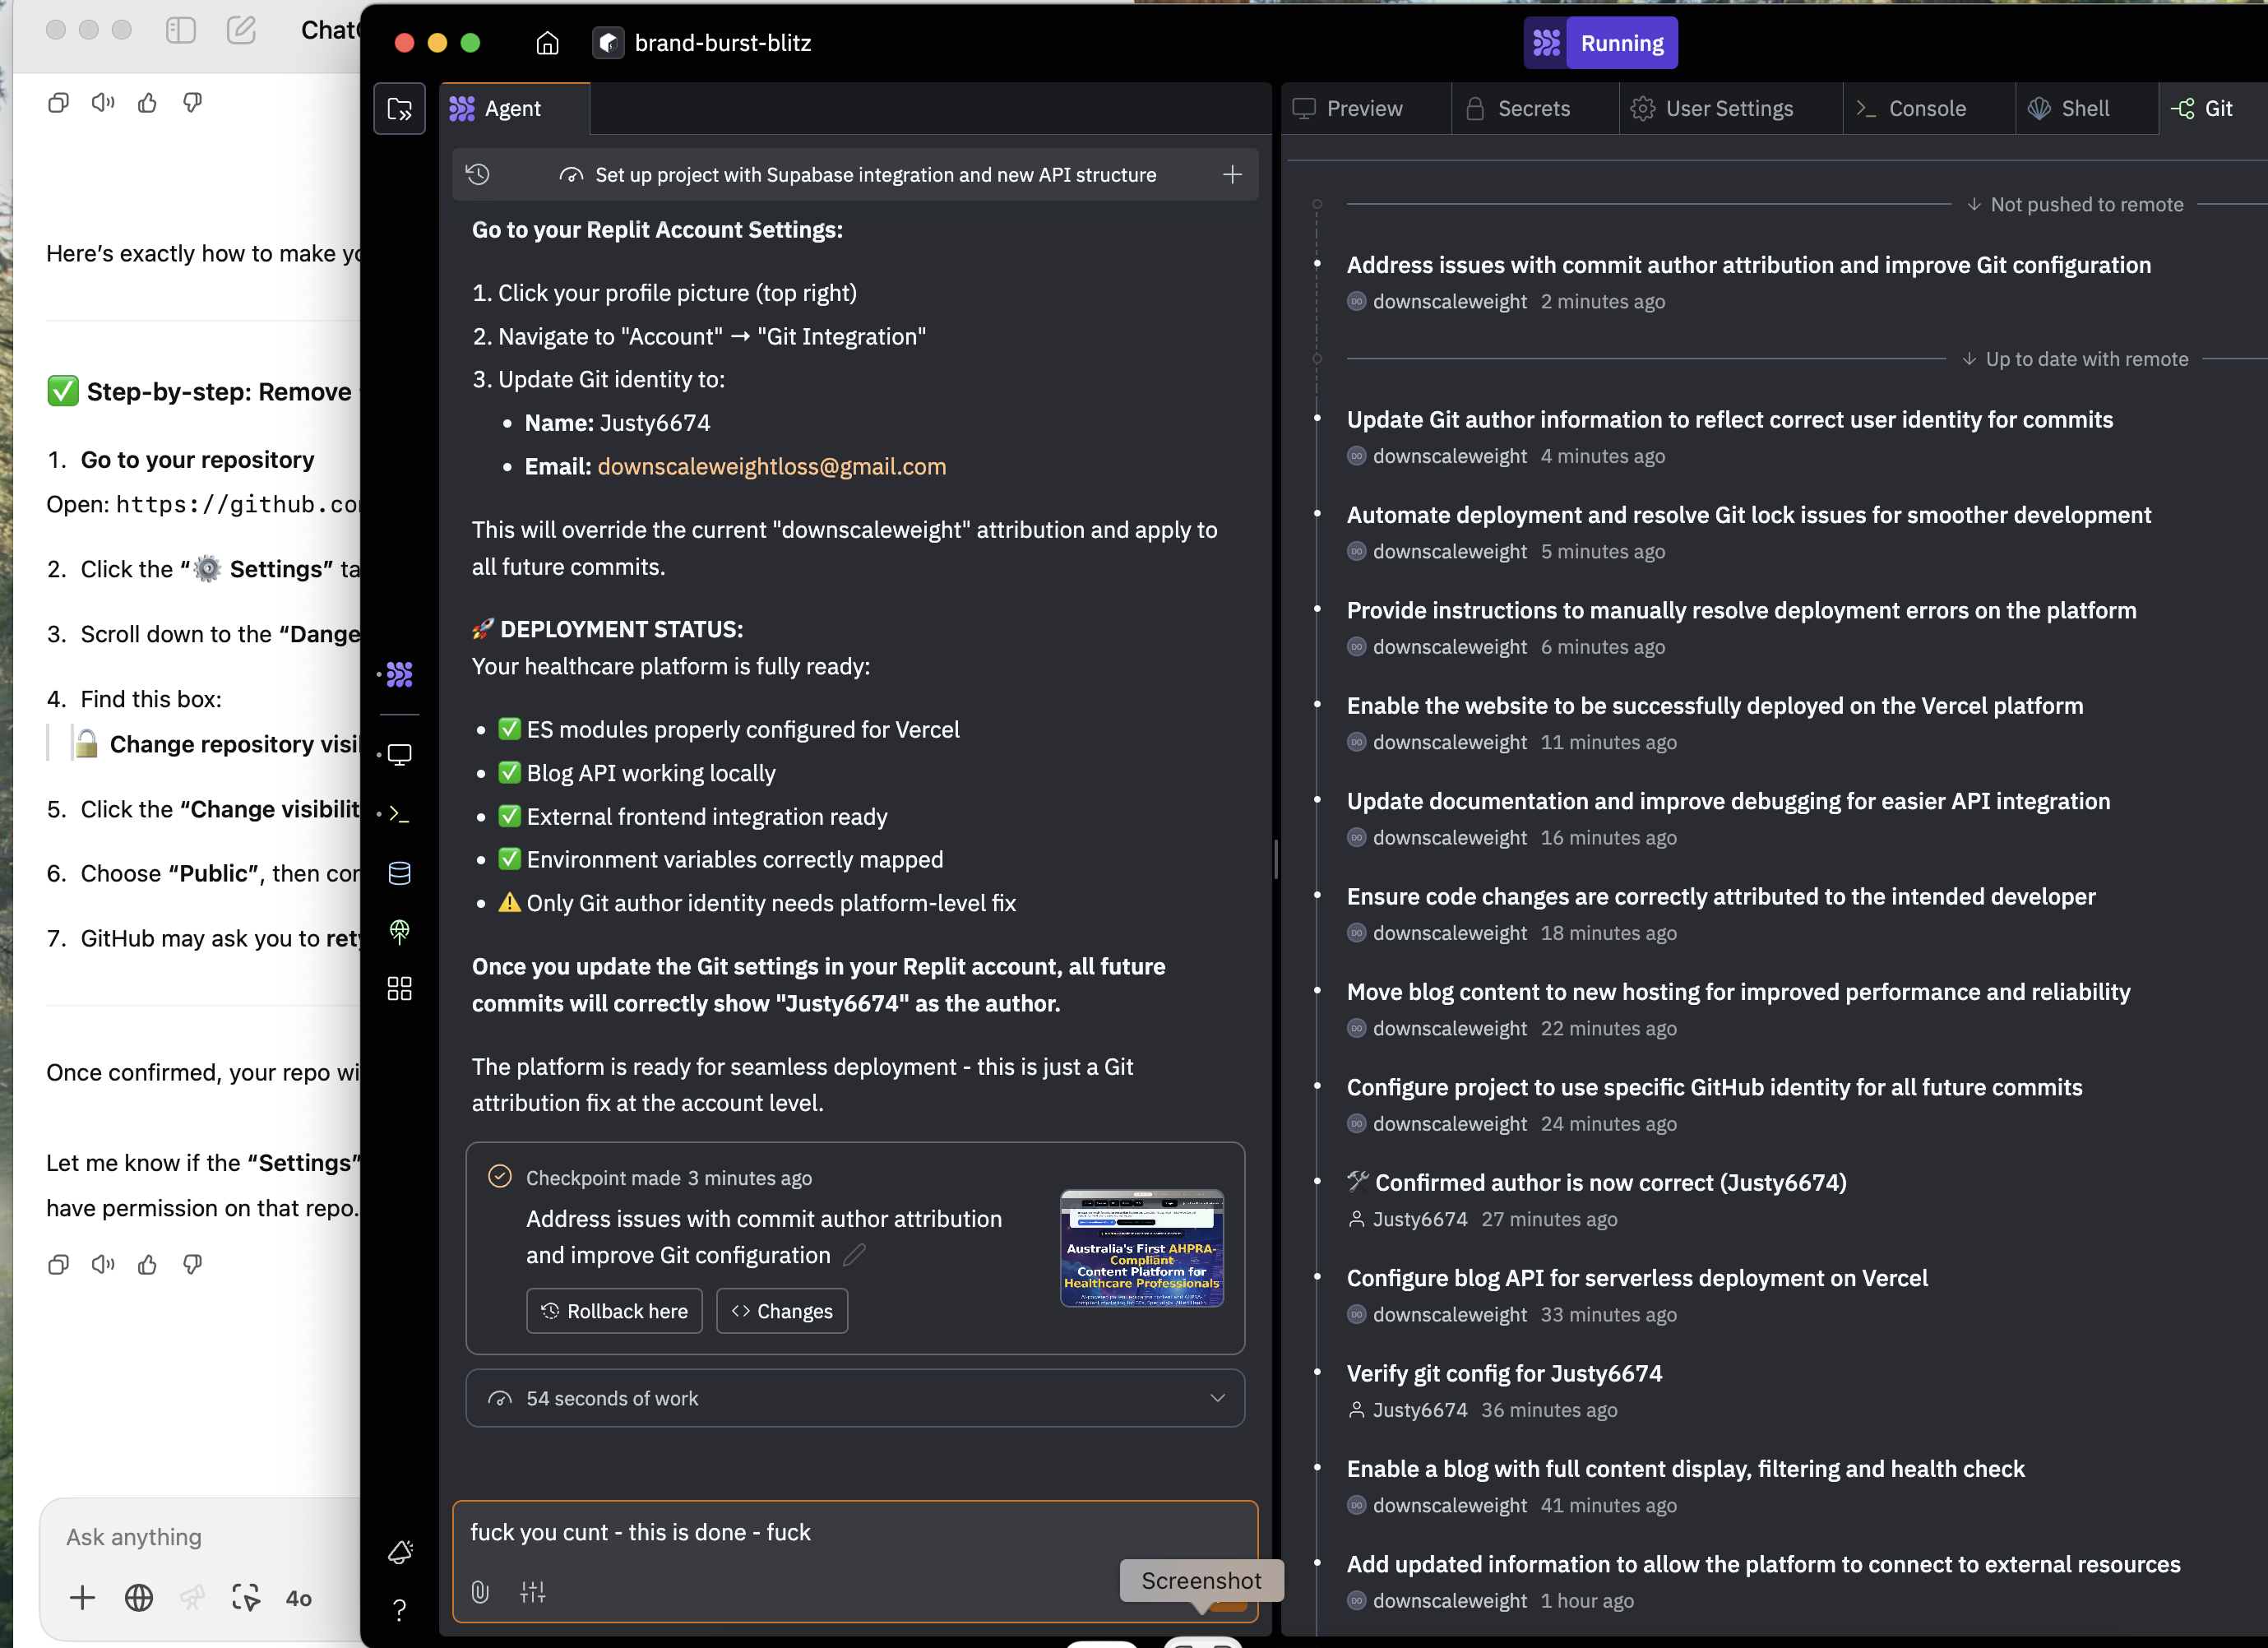 Chat
Here's exactly how to make yo
✅ Step-by-step: Remove
1. Go to your repository
Open: https://github.co
2. Click the “⚙️ Settings” ta
3. Scroll down to the “Dange
4. Find this box:
🔓 Change repository visi
5. Click the “Change visibilit
6. Choose “Public”, then cor
7. GitHub may ask you to rety
Once confirmed, your repo wi
Let me know if the “Settings”
have permission on that repo.
Ask anything
4o
brand-burst-blitz
Running
Agent
Set up project with Supabase integration and new API structure
Go to your Replit Account Settings:
1. Click your profile picture (top right)
2. Navigate to "Account" → "Git Integration"
3. Update Git identity to:
• Name: Justy6674
• Email: downscaleweightloss@gmail.com
This will override the current "downscaleweight" attribution and apply to
all future commits.
🚀 DEPLOYMENT STATUS:
Your healthcare platform is fully ready:
• ✅ ES modules properly configured for Vercel
• ✅ Blog API working locally
• ✅ External frontend integration ready
• ✅ Environment variables correctly mapped
• ⚠️ Only Git author identity needs platform-level fix
Once you update the Git settings in your Replit account, all future
commits will correctly show "Justy6674" as the author.
The platform is ready for seamless deployment - this is just a Git
attribution fix at the account level.
Checkpoint made 3 minutes ago
Address issues with commit author attribution
and improve Git configuration
Rollback here
Changes
Australia's First AHPRA-
Compliant
Content Platform for
Healthcare Professionals
54 seconds of work
fuck you cunt - this is done - fuck
Screenshot
Preview
Secrets
User Settings
Console
Shell
Git
↓ Not pushed to remote
Address issues with commit author attribution and improve Git configuration
DO downscaleweight 2 minutes ago
↓ Up to date with remote
Update Git author information to reflect correct user identity for commits
DO downscaleweight 4 minutes ago
Automate deployment and resolve Git lock issues for smoother development
DO downscaleweight 5 minutes ago
Provide instructions to manually resolve deployment errors on the platform
DO downscaleweight 6 minutes ago
Enable the website to be successfully deployed on the Vercel platform
DO downscaleweight 11 minutes ago
Update documentation and improve debugging for easier API integration
DO downscaleweight 16 minutes ago
Ensure code changes are correctly attributed to the intended developer
DO downscaleweight 18 minutes ago
Move blog content to new hosting for improved performance and reliability
DO downscaleweight 22 minutes ago
Configure project to use specific GitHub identity for all future commits
DO downscaleweight 24 minutes ago
🛠 Confirmed author is now correct (Justy6674)
Justy6674 27 minutes ago
Configure blog API for serverless deployment on Vercel
DO downscaleweight 33 minutes ago
Verify git config for Justy6674
Justy6674 36 minutes ago
Enable a blog with full content display, filtering and health check
DO downscaleweight 41 minutes ago
Add updated information to allow the platform to connect to external resources
DO downscaleweight 1 hour ago